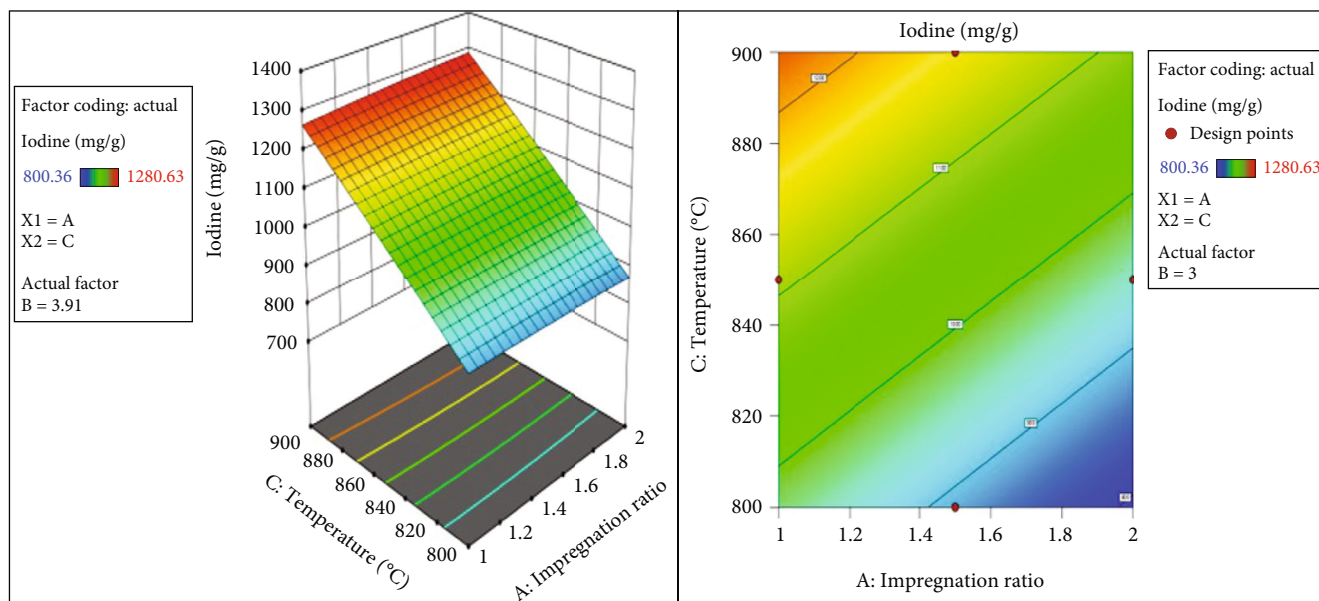 Factor coding: actual
Iodine (mg/g)
800.36 1280.63
X1 = A
X2 = C
Actual factor
B = 3.91
Iodine (mg/g)
1400
1300
1200
1100
1000
900
800
700
900
880
860
840
820
800
C: Temperature (°C)
1
1.2
1.4
1.6
1.8
2
A: Impregnation ratio
Iodine (mg/g)
C: Temperature (°C)
900
880
860
840
820
800
1100
1000
900
1 1.2 1.4 1.6 1.8 2
A: Impregnation ratio
Factor coding: actual
Iodine (mg/g)
Design points
800.36 1280.63
X1 = A
X2 = C
Actual factor
B = 3